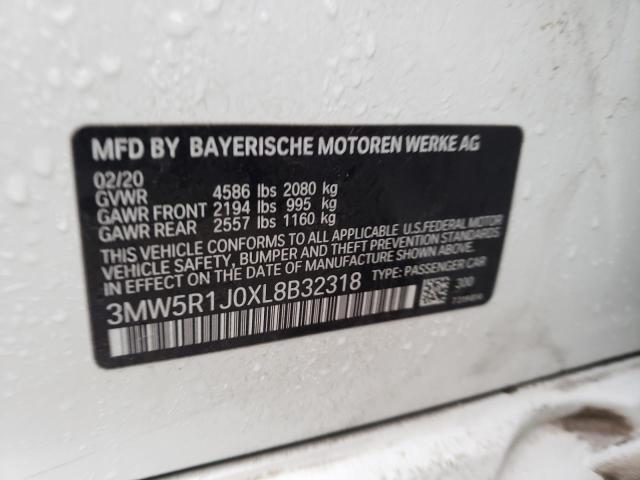 MFD BY BAYERISCHE MOTOREN WERKE AG
02/20
GVWR 4586 lbs 2080 kg
GAWR FRONT 2194 lbs 995 kg
GAWR REAR 2557 lbs 1160 kg
THIS VEHICLE CONFORMS TO ALL APPLICABLE U.S.FEDERAL MOTOR
VEHICLE SAFETY, BUMPER, AND THEFT PREVENTION STANDARDS
IN EFFECT ON THE DATE OF MANUFACTURE SHOWN ABOVE.
3MW5R1J0XL8B32318 TYPE: PASSENGER CAR
300